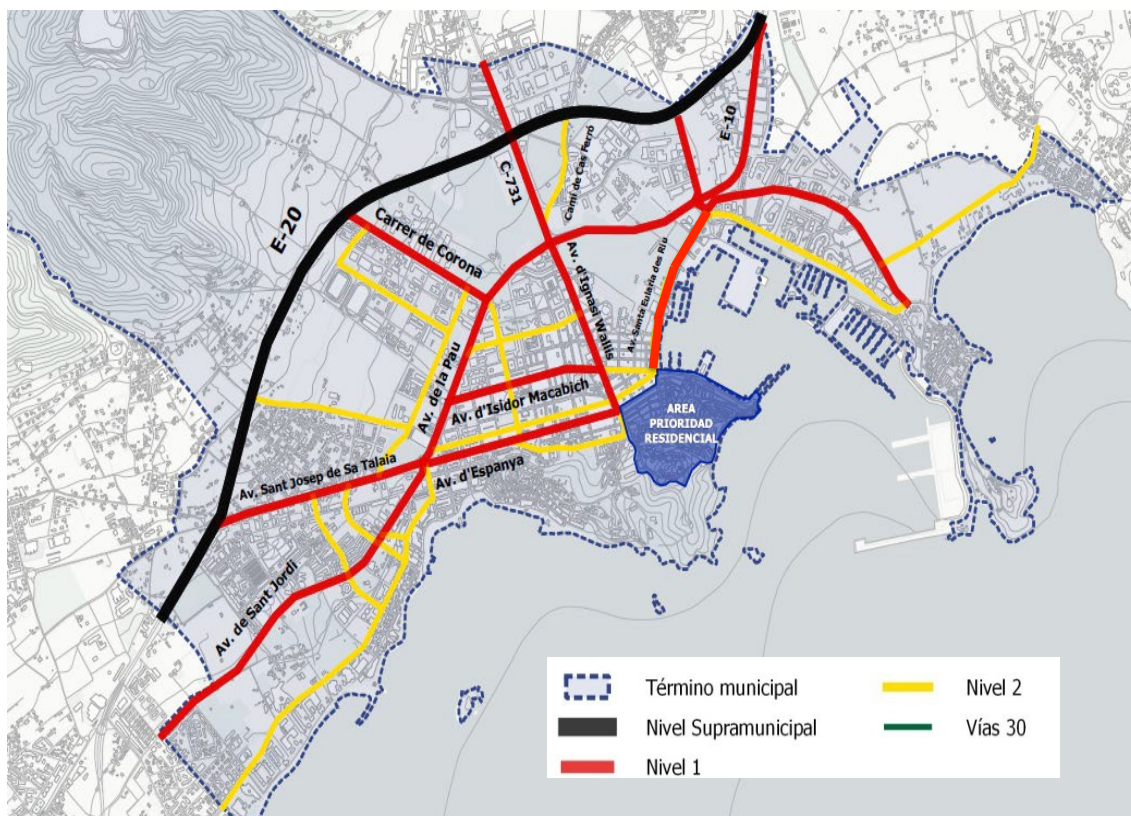 E-10
Camí de Cas Ferró
C-731
E-20
Carrer de Corona
Av. d'Ignasi Wallis
Av. Santa Eularia des Riu
Av. de la Pau
Av. d'Isidor Macabich
AREA
PRIORIDAD
RESIDENCIAL
Av. Sant Josep de Sa Talaia
Av. d'Espanya
Av. de Sant Jordi
Término municipal
Nivel Supramunicipal
Nivel 1
Nivel 2
Vías 30